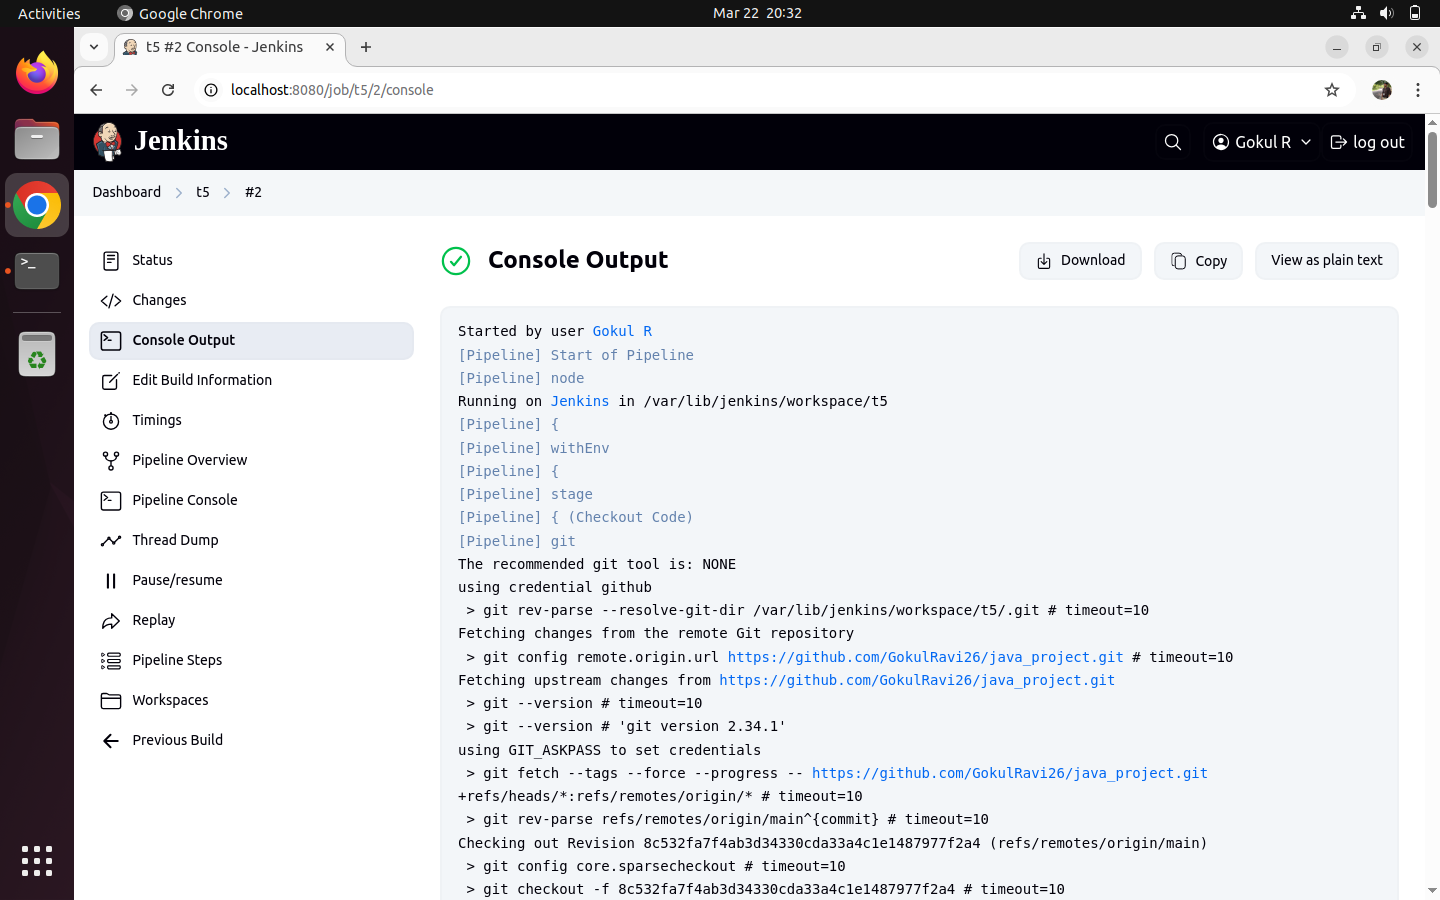 Activities
Google Chrome
Mar 22 20:32
t5 #2 Console - Jenkins
localhost:8080/job/t5/2/console
Jenkins
Gokul R
log out
Dashboard
t5
#2
Status
Changes
Console Output
Edit Build Information
Timings
Pipeline Overview
Pipeline Console
Thread Dump
Pause/resume
Replay
Pipeline Steps
Workspaces
Previous Build
Console Output
Download
Copy
View as plain text
Started by user Gokul R
[Pipeline] Start of Pipeline
[Pipeline] node
Running on Jenkins in /var/lib/jenkins/workspace/t5
[Pipeline] {
[Pipeline] withEnv
[Pipeline] {
[Pipeline] stage
[Pipeline] { (Checkout Code)
[Pipeline] git
The recommended git tool is: NONE
using credential github
> git rev-parse --resolve-git-dir /var/lib/jenkins/workspace/t5/.git # timeout=10
Fetching changes from the remote Git repository
> git config remote.origin.url https://github.com/GokulRavi26/java_project.git # timeout=10
Fetching upstream changes from https://github.com/GokulRavi26/java_project.git
> git --version # timeout=10
> git --version # 'git version 2.34.1'
using GIT_ASKPASS to set credentials
> git fetch --tags --force --progress -- https://github.com/GokulRavi26/java_project.git
+refs/heads/*:refs/remotes/origin/* # timeout=10
> git rev-parse refs/remotes/origin/main^{commit} # timeout=10
Checking out Revision 8c532fa7f4ab3d34330cda33a4c1e1487977f2a4 (refs/remotes/origin/main)
> git config core.sparsecheckout # timeout=10
> git checkout -f 8c532fa7f4ab3d34330cda33a4c1e1487977f2a4 # timeout=10